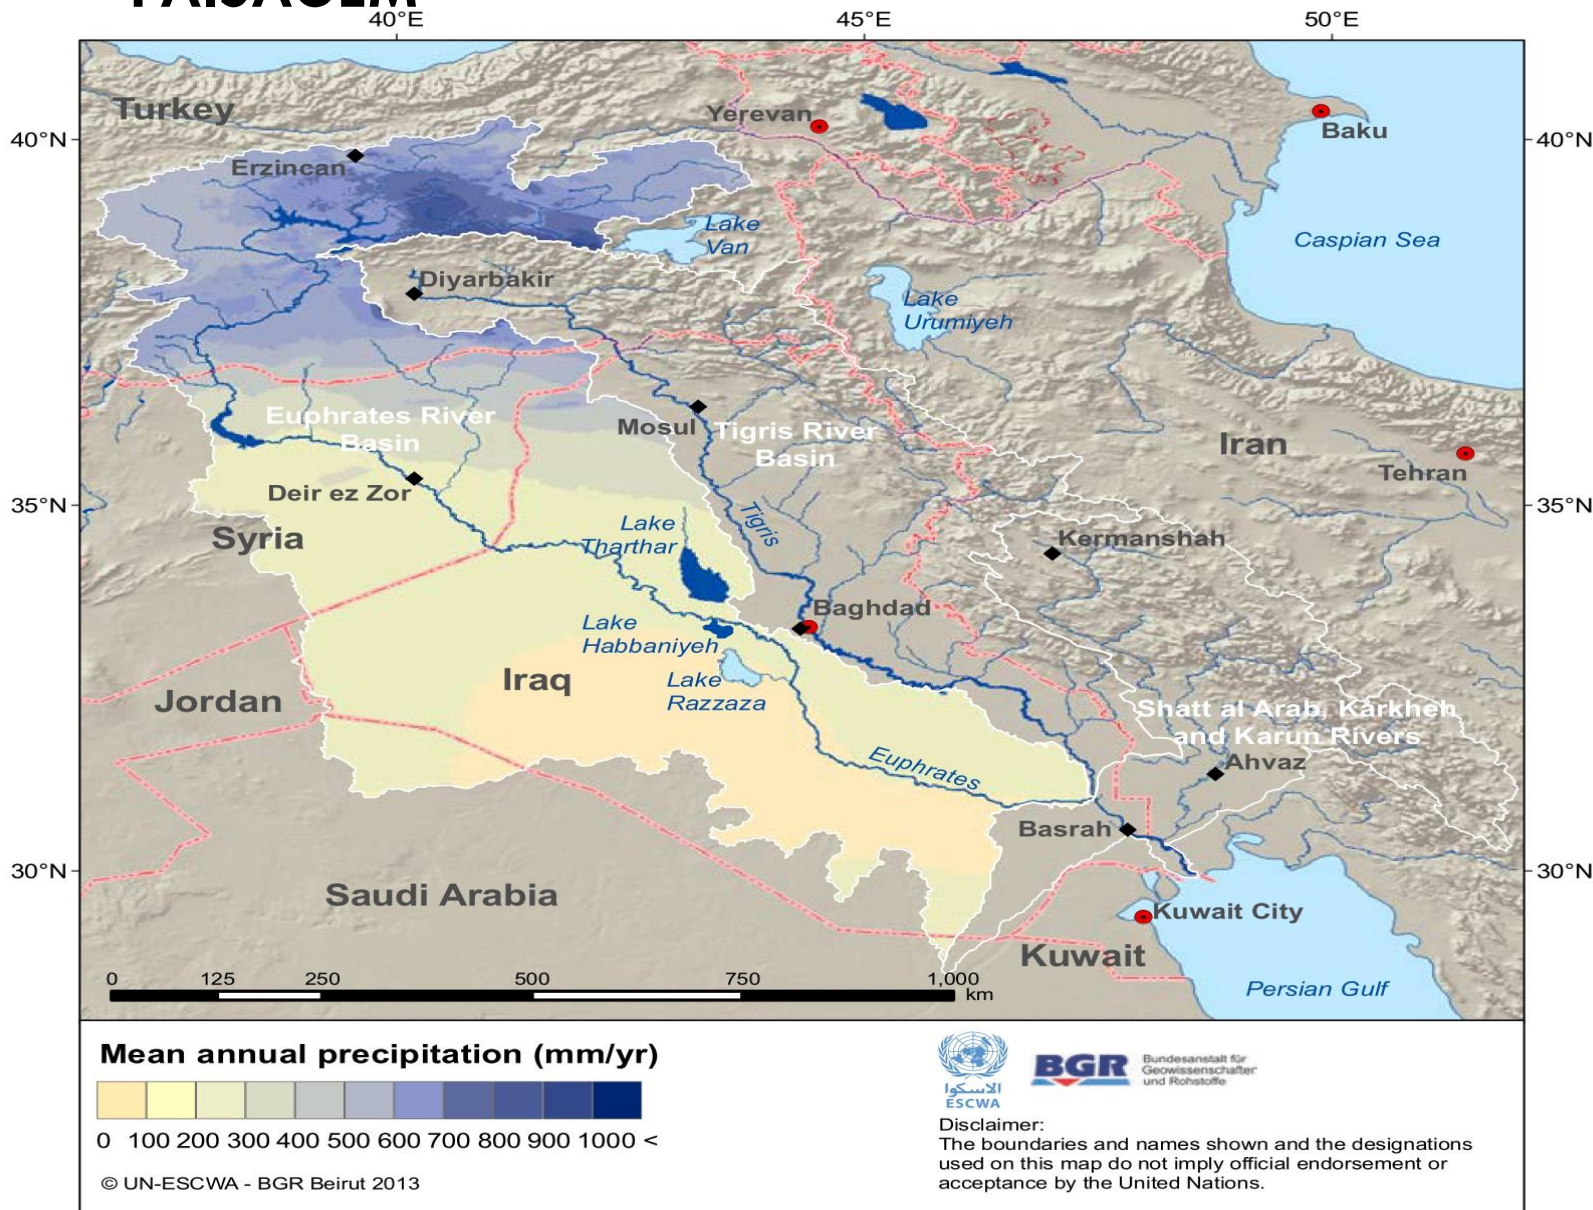 PAISAGEM
40°E
45°E
50°E
Turkey
Yerevan
Baku
40°N
40°N
Erzincan
Lake
Van
Caspian Sea
Diyarbakir
Lake
Urumiyeh
Euphrates River
Basin
Mosul
Tigris River
Basin
Iran
Tehran
Deir ez Zor
35°N
35°N
Syria
Lake
Tharthar
Tigris
Kermanshah
Baghdad
Lake
Habbaniyeh
Iraq
Lake
Razzaza
Jordan
Shatt al Arab, Karkheh
and Karun Rivers
Euphrates
Ahvaz
Basrah
30°N
30°N
Saudi Arabia
Kuwait City
Kuwait
Persian Gulf
0 125 250 500 750 1,000
km
Mean annual precipitation (mm/yr)
0 100 200 300 400 500 600 700 800 900 1000 <
© UN-ESCWA - BGR Beirut 2013
الاسكوا
ESCWA
BGR
Bundesanstalt für
Geowissenschaften
und Rohstoffe
Disclaimer:
The boundaries and names shown and the designations
used on this map do not imply official endorsement or
acceptance by the United Nations.